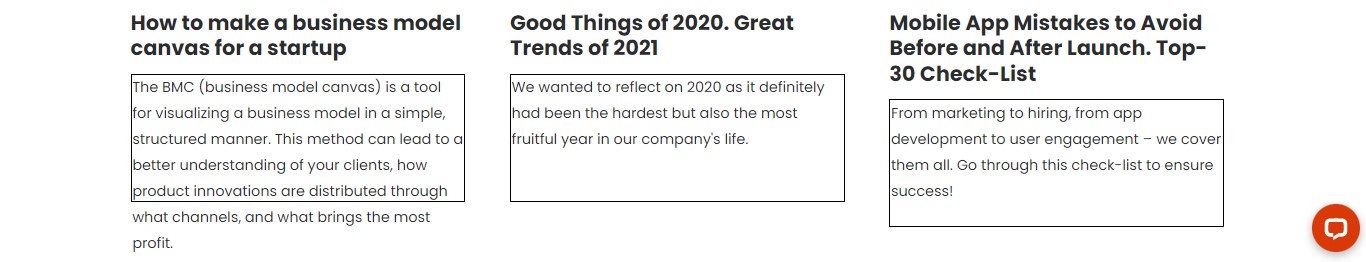 How to make a business model
canvas for a startup
The BMC (business model canvas) is a tool
for visualizing a business model in a simple,
structured manner. This method can lead to a
better understanding of your clients, how
product innovations are distributed through
what channels, and what brings the most
profit.
Good Things of 2020. Great
Trends of 2021
We wanted to reflect on 2020 as it definitely
had been the hardest but also the most
fruitful year in our company's life.
Mobile App Mistakes to Avoid
Before and After Launch. Top-
30 Check-List
From marketing to hiring, from app
development to user engagement – we cover
them all. Go through this check-list to ensure
success!